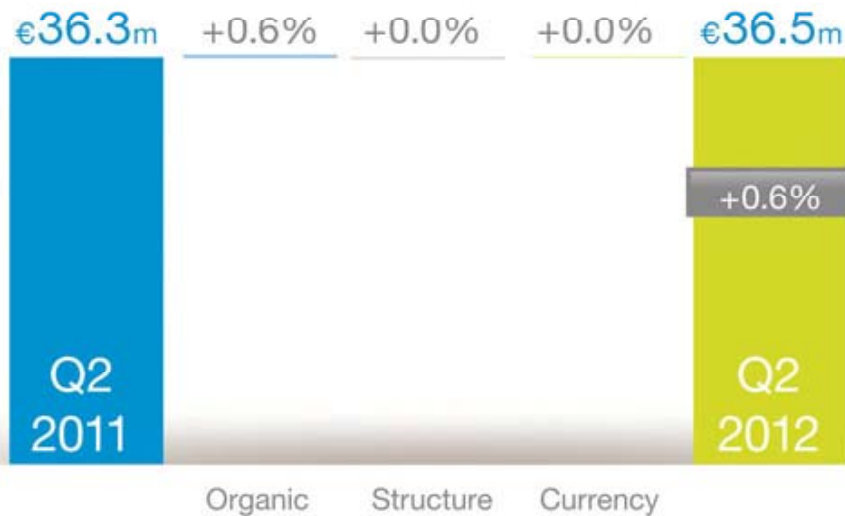 €36.3m +0.6% +0.0% +0.0% €36.5m
+0.6%
Q2
2011
Q2
2012
Organic Structure Currency